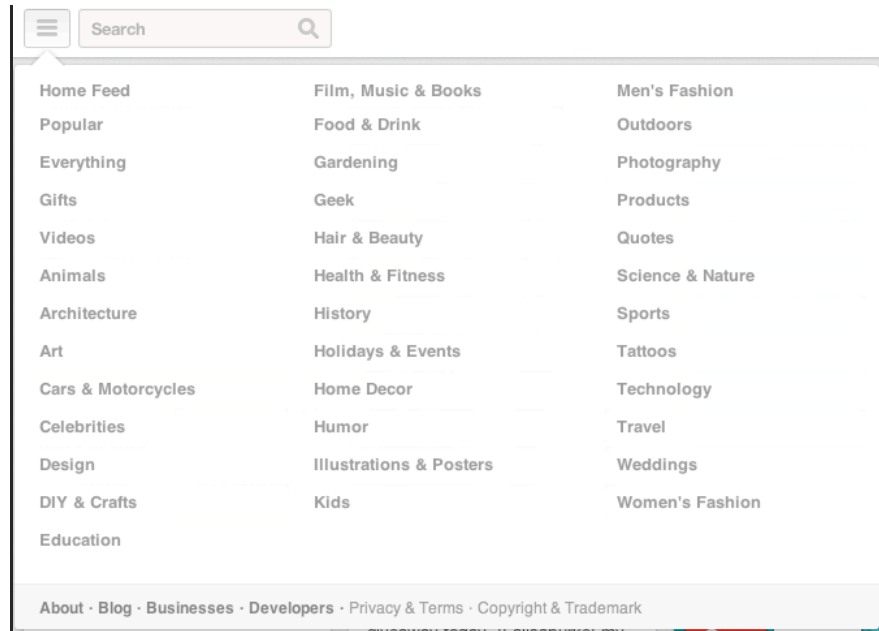 Search
Home Feed
Popular
Everything
Gifts
Videos
Animals
Architecture
Art
Cars & Motorcycles
Celebrities
Design
DIY & Crafts
Education
Film, Music & Books
Food & Drink
Gardening
Geek
Hair & Beauty
Health & Fitness
History
Holidays & Events
Home Decor
Humor
Illustrations & Posters
Kids
Men's Fashion
Outdoors
Photography
Products
Quotes
Science & Nature
Sports
Tattoos
Technology
Travel
Weddings
Women's Fashion
About · Blog · Businesses · Developers · Privacy & Terms · Copyright & Trademark